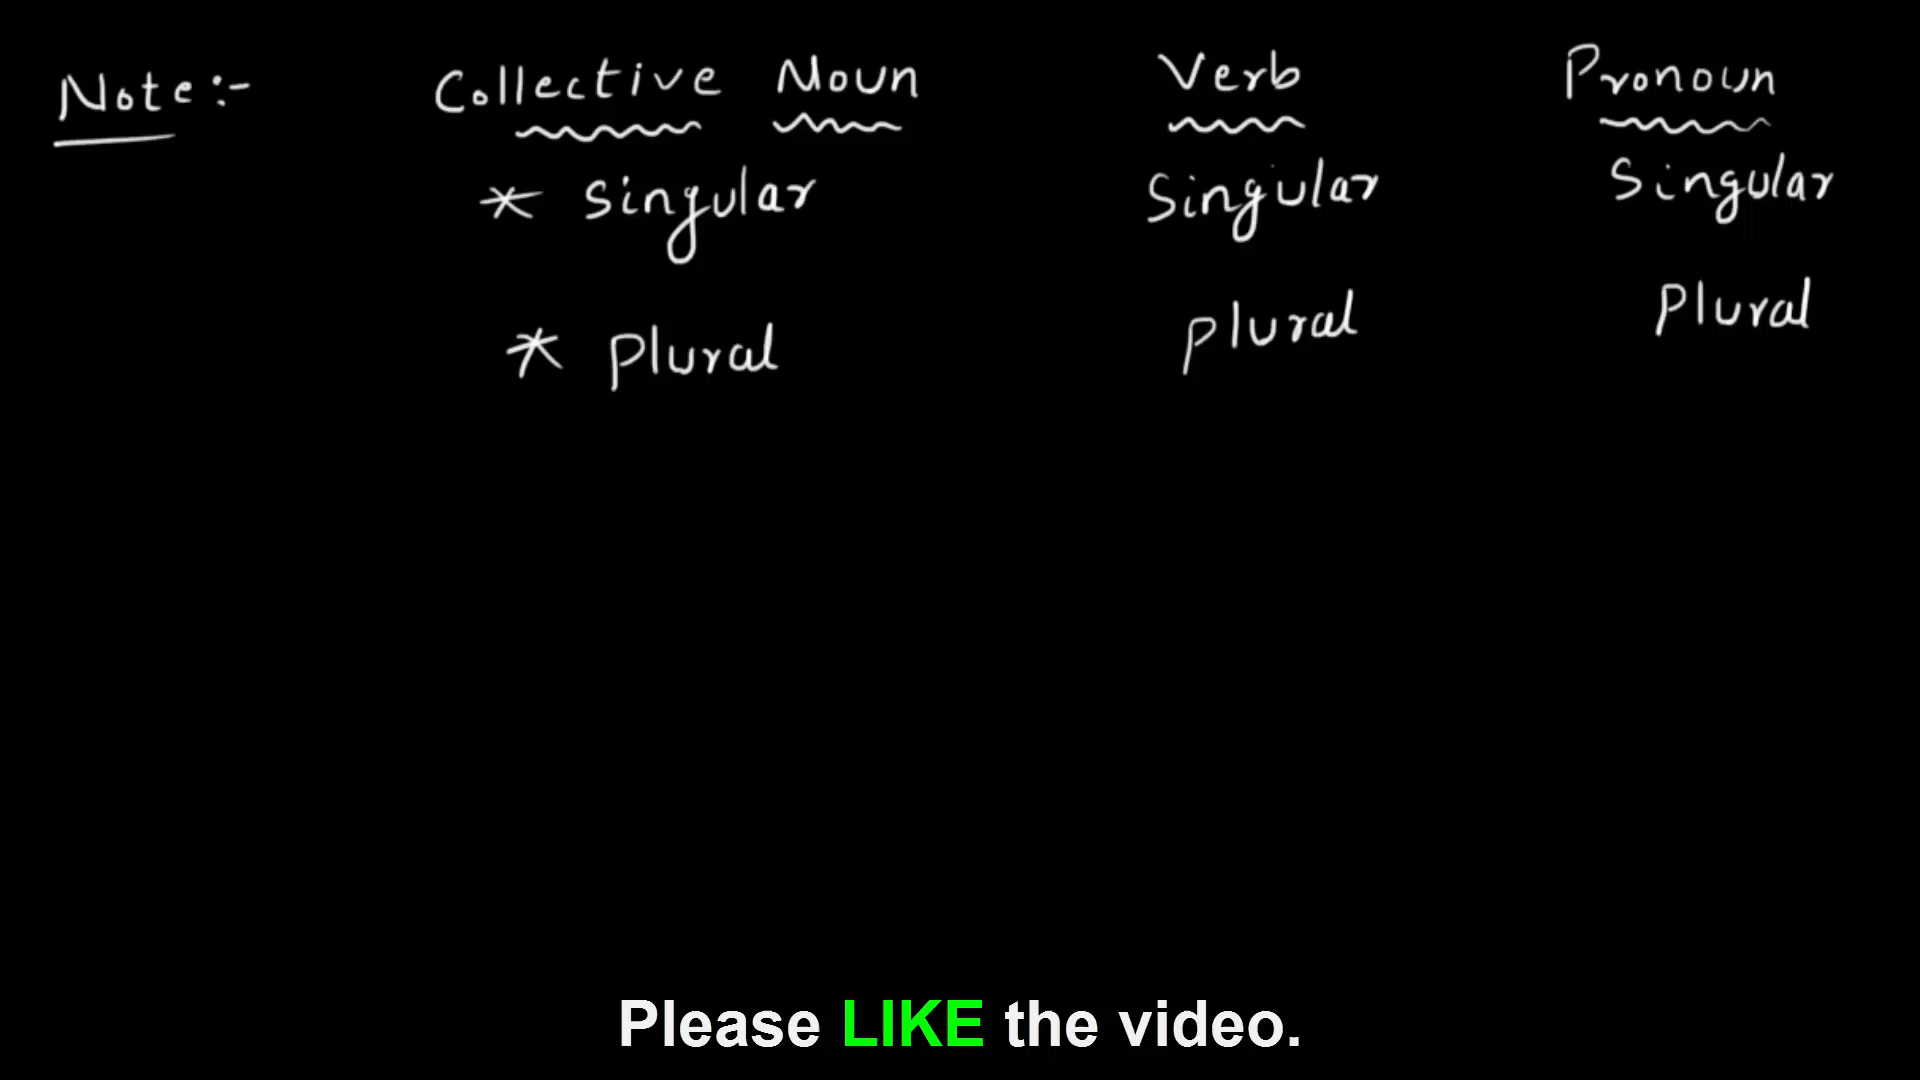 Note:- Collective Noun Verb Pronoun
* Singular Singular Singular
* Plural Plural Plural
Please LIKE the video.